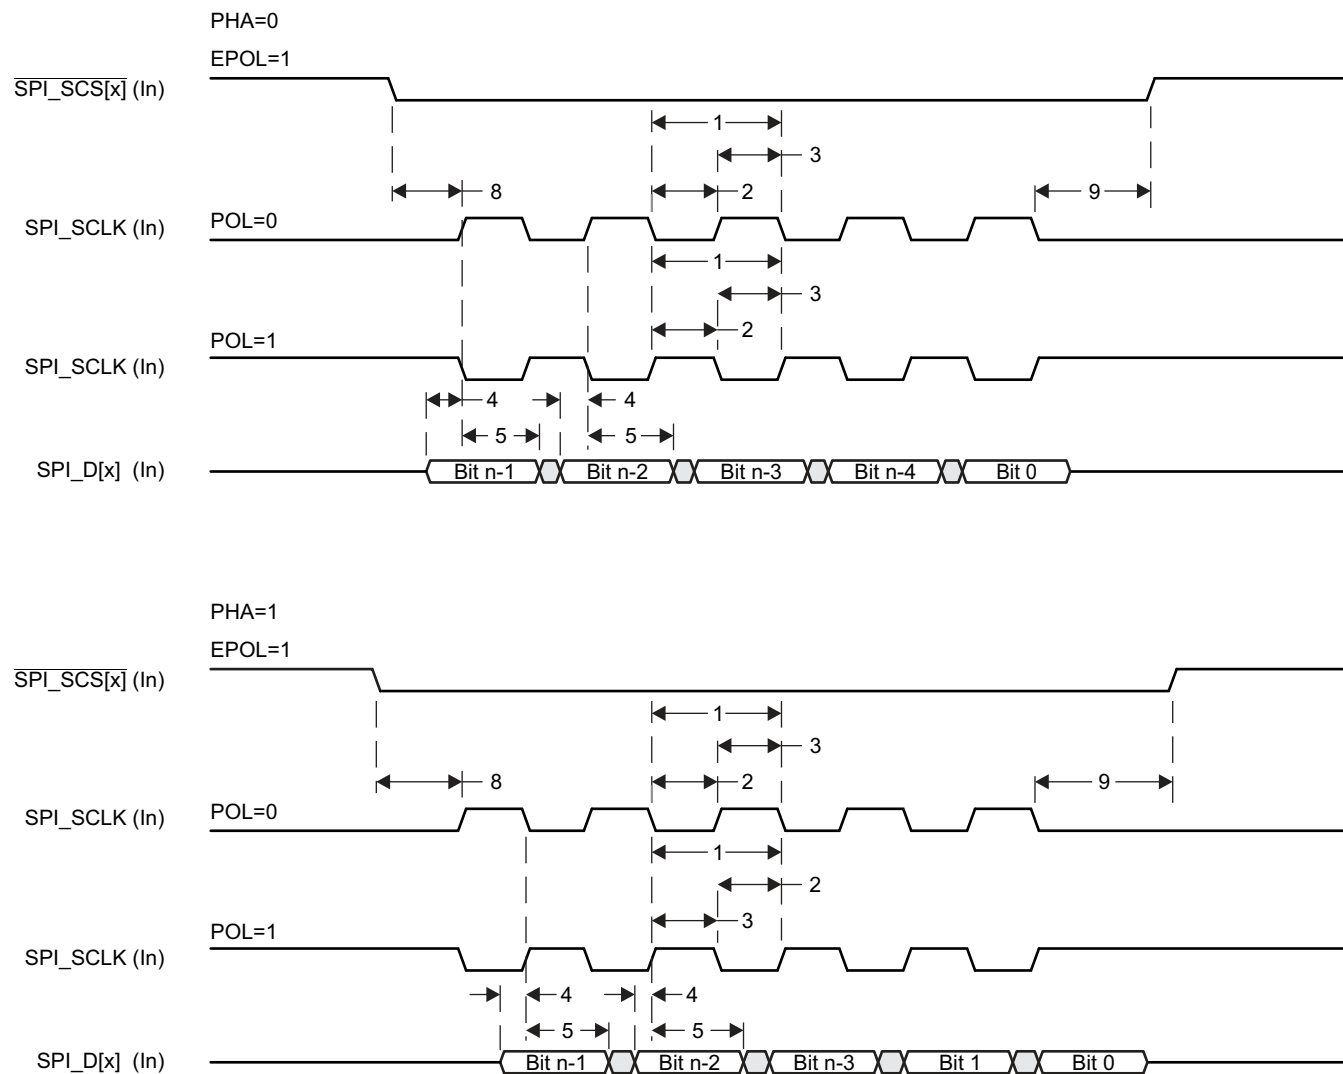 PHA=0
EPOL=1
SPI_SCS[x] (In)
1
3
8
2
9
POL=0
SPI_SCLK (In)
1
3
2
POL=1
SPI_SCLK (In)
4
4
5
5
SPI_D[x] (In)
Bit n-1
Bit n-2
Bit n-3
Bit n-4
Bit 0
PHA=1
EPOL=1
SPI_SCS[x] (In)
1
3
8
2
9
POL=0
SPI_SCLK (In)
1
2
3
POL=1
SPI_SCLK (In)
4
4
5
5
SPI_D[x] (In)
Bit n-1
Bit n-2
Bit n-3
Bit 1
Bit 0